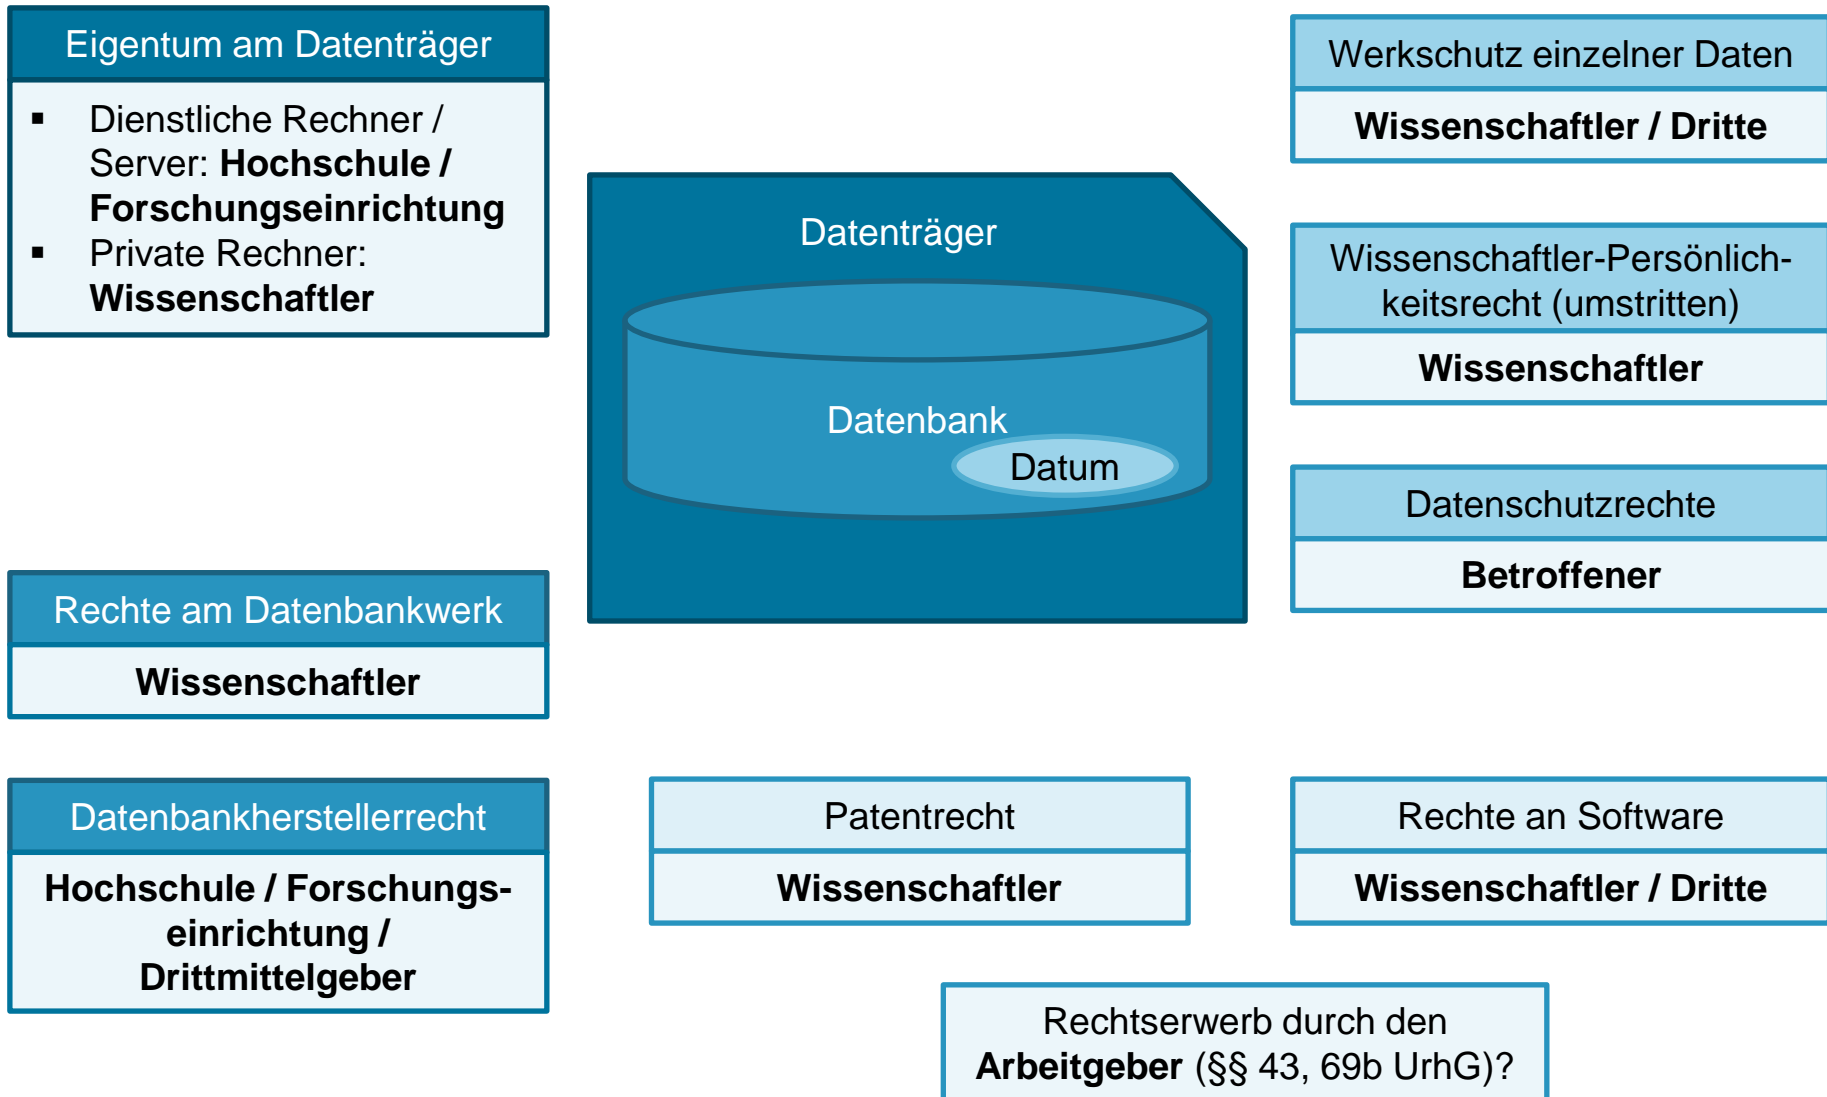 Eigentum am Datenträger
▪ Dienstliche Rechner /
Server: Hochschule /
Forschungseinrichtung
▪ Private Rechner:
Wissenschaftler
Rechte am Datenbankwerk
Wissenschaftler
Datenbankherstellerrecht
Hochschule / Forschungs-
einrichtung /
Drittmittelgeber
Datenträger
Datenbank
Datum
Patentrecht
Wissenschaftler
Werkschutz einzelner Daten
Wissenschaftler / Dritte
Wissenschaftler-Persönlich-
keitsrecht (umstritten)
Wissenschaftler
Datenschutzrechte
Betroffener
Rechte an Software
Wissenschaftler / Dritte
Rechtserwerb durch den
Arbeitgeber (§§ 43, 69b UrhG)?